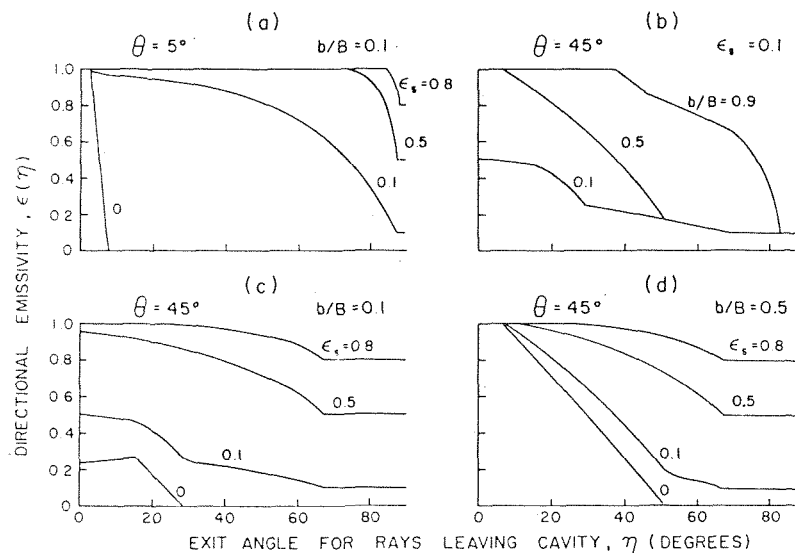 (a)
θ = 5°
b/B = 0.1
1.0
0.8
0.6
0.4
0.2
0
ϵs = 0.8
0.5
0.1
0
(b)
θ = 45°
ϵs = 0.1
b/B = 0.9
0.5
0.1
(c)
θ = 45°
b/B = 0.1
1.0
0.8
0.6
0.4
0.2
0
ϵs = 0.8
0.5
0.1
0
0 20 40 60 80
(d)
θ = 45°
b/B = 0.5
ϵs = 0.8
0.5
0.1
0
0 20 40 60 80
DIRECTIONAL EMISSIVITY, ϵ(η)
EXIT ANGLE FOR RAYS LEAVING CAVITY, η (DEGREES)